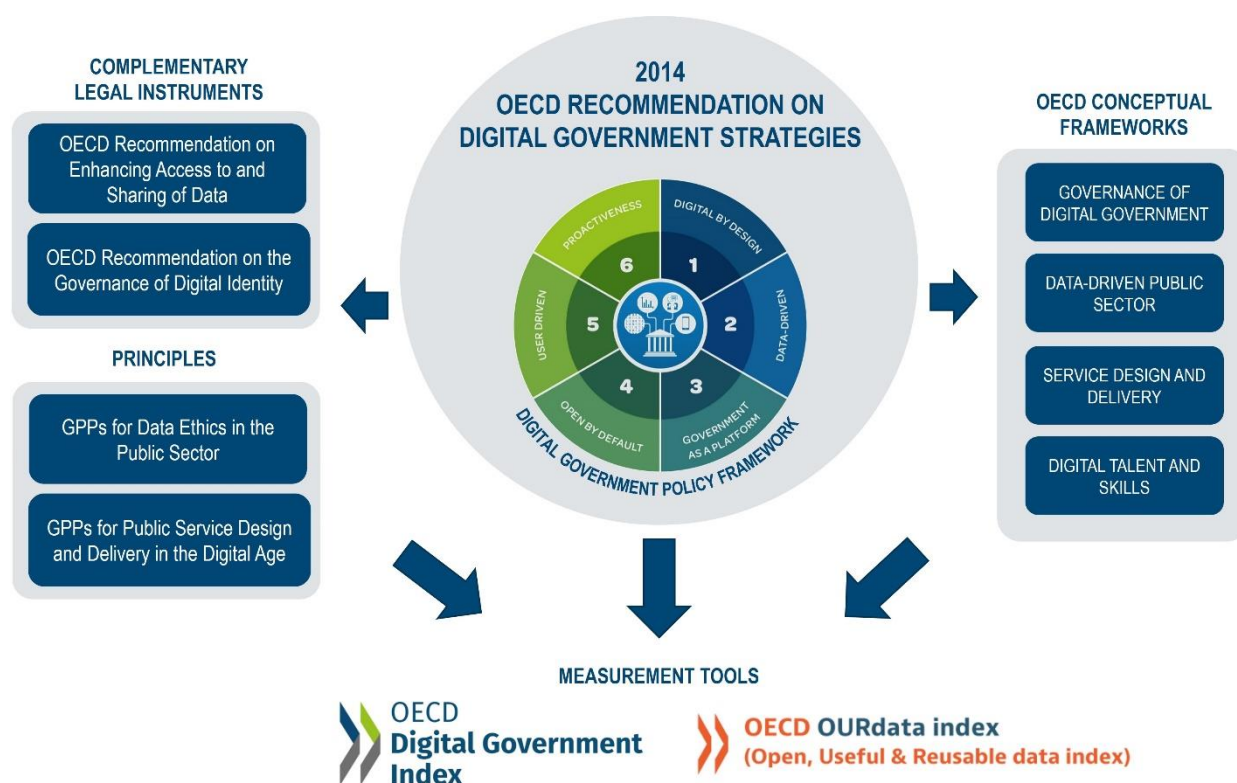 COMPLEMENTARY
LEGAL INSTRUMENTS
OECD Recommendation on
Enhancing Access to and
Sharing of Data
OECD Recommendation on the
Governance of Digital Identity
PRINCIPLES
GPPs for Data Ethics in the
Public Sector
GPPs for Public Service Design
and Delivery in the Digital Age
2014
OECD RECOMMENDATION ON
DIGITAL GOVERNMENT STRATEGIES
DIGITAL BY DESIGN
1
DATA-DRIVEN
2
GOVERNMENT
AS A PLATFORM
3
OPEN BY DEFAULT
4
USER DRIVEN
5
PROACTIVENESS
6
DIGITAL GOVERNMENT POLICY FRAMEWORK
OECD CONCEPTUAL
FRAMEWORKS
GOVERNANCE OF
DIGITAL GOVERNMENT
DATA-DRIVEN PUBLIC
SECTOR
SERVICE DESIGN AND
DELIVERY
DIGITAL TALENT AND
SKILLS
MEASUREMENT TOOLS
OECD
Digital Government
Index
OECD OURdata index
(Open, Useful & Reusable data index)